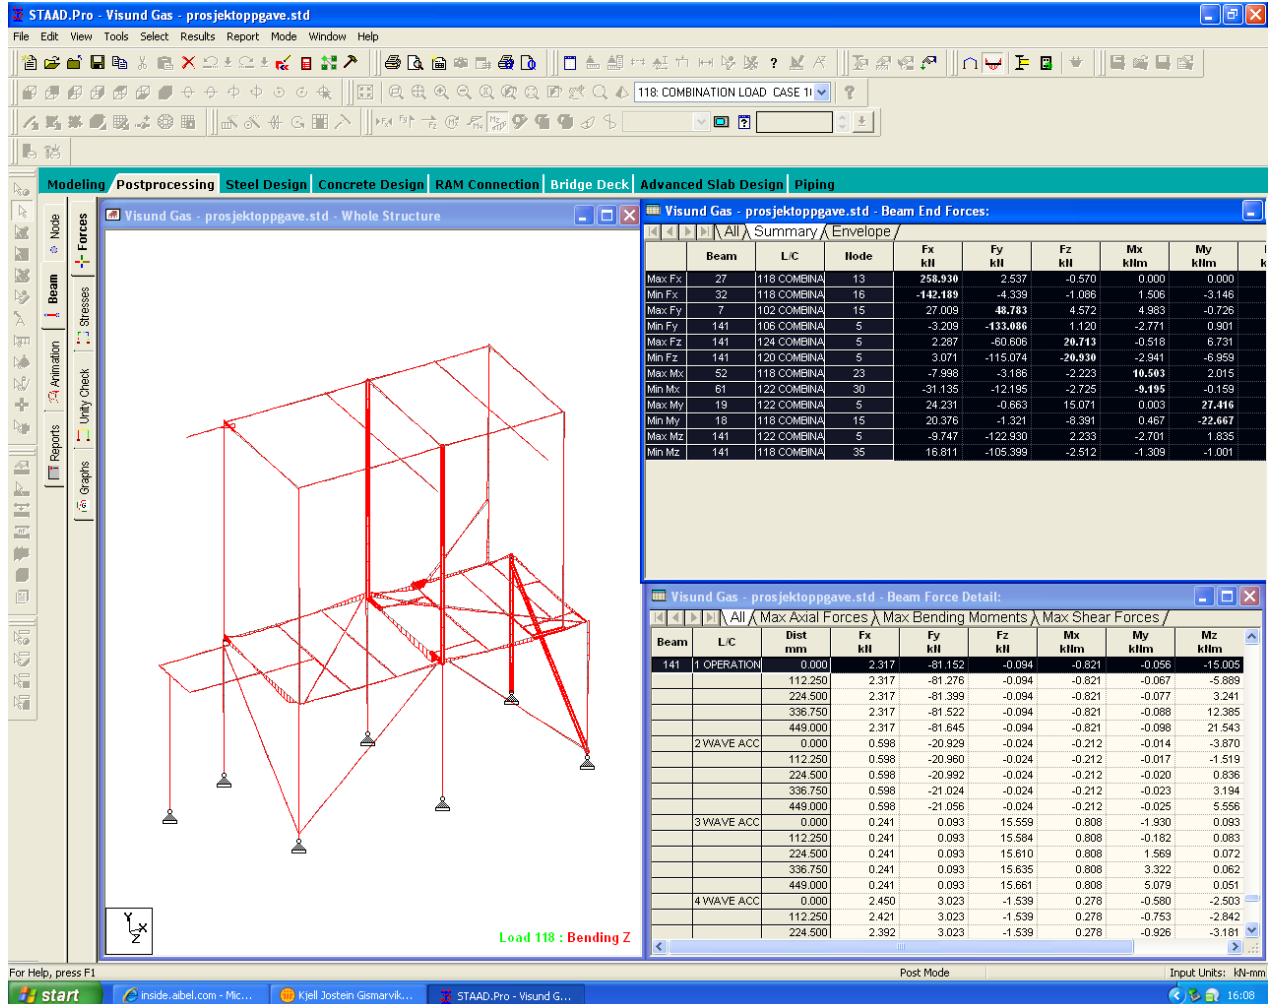 STAAD.Pro - Visund Gas - prosjektoppgave.std
File Edit View Tools Select Results Report Mode Window Help
118: COMBINATION LOAD CASE 1
Modeling Postprocessing Steel Design Concrete Design RAM Connection Bridge Deck Advanced Slab Design Piping
Node
Beam
Animation
Reports
Forces
Stresses
Unity Check
Graphs
Visund Gas - prosjektoppgave.std - Whole Structure
Y
X
Z
Load 118 : Bending Z
Visund Gas - prosjektoppgave.std - Beam End Forces:
All Summary Envelope
Beam L/C Node Fx kN Fy kN Fz kN Mx kNm My kNm
Max Fx 27 118 COMBINA 13 258.930 2.537 -0.570 0.000 0.000
Min Fx 32 118 COMBINA 16 -142.189 -4.339 -1.086 1.506 -3.146
Max Fy 7 102 COMBINA 15 27.009 48.783 4.572 4.983 -0.726
Min Fy 141 106 COMBINA 5 -3.209 -133.086 1.120 -2.771 0.901
Max Fz 141 124 COMBINA 5 2.287 -60.606 20.713 -0.518 6.731
Min Fz 141 120 COMBINA 5 3.071 -115.074 -20.930 -2.941 -6.959
Max Mx 52 118 COMBINA 23 -7.998 -3.186 -2.223 10.503 2.015
Min Mx 61 122 COMBINA 30 -31.135 -12.195 -2.725 -9.195 -0.159
Max My 19 122 COMBINA 5 24.231 -0.663 15.071 0.003 27.416
Min My 18 118 COMBINA 15 20.376 -1.321 -8.391 0.467 -22.667
Max Mz 141 122 COMBINA 5 -9.747 -122.930 2.233 -2.701 1.835
Min Mz 141 118 COMBINA 35 16.811 -105.399 -2.512 -1.309 -1.001
Visund Gas - prosjektoppgave.std - Beam Force Detail:
All Max Axial Forces Max Bending Moments Max Shear Forces
Beam L/C Dist mm Fx kN Fy kN Fz kN Mx kNm My kNm Mz kNm
141 1 OPERATION 0.000 2.317 -81.152 -0.094 -0.821 -0.056 -15.005
112.250 2.317 -81.276 -0.094 -0.821 -0.067 -5.889
224.500 2.317 -81.399 -0.094 -0.821 -0.077 3.241
336.750 2.317 -81.522 -0.094 -0.821 -0.088 12.385
449.000 2.317 -81.645 -0.094 -0.821 -0.098 21.543
2 WAVE ACC 0.000 0.598 -20.929 -0.024 -0.212 -0.014 -3.870
112.250 0.598 -20.960 -0.024 -0.212 -0.017 -1.519
224.500 0.598 -20.992 -0.024 -0.212 -0.020 0.836
336.750 0.598 -21.024 -0.024 -0.212 -0.023 3.194
449.000 0.598 -21.056 -0.024 -0.212 -0.025 5.556
3 WAVE ACC 0.000 0.241 0.093 15.559 0.808 -1.930 0.093
112.250 0.241 0.093 15.584 0.808 -0.182 0.083
224.500 0.241 0.093 15.610 0.808 1.569 0.072
336.750 0.241 0.093 15.635 0.808 3.322 0.062
449.000 0.241 0.093 15.661 0.808 5.079 0.051
4 WAVE ACC 0.000 2.450 3.023 -1.539 0.278 -0.580 -2.503
112.250 2.421 3.023 -1.539 0.278 -0.753 -2.842
224.500 2.392 3.023 -1.539 0.278 -0.926 -3.181
For Help, press F1 Post Mode Input Units: kN-mm
start inside.aibel.com - Mic... Kjell Jostein Gismarvik... STAAD.Pro - Visund G... 16:08